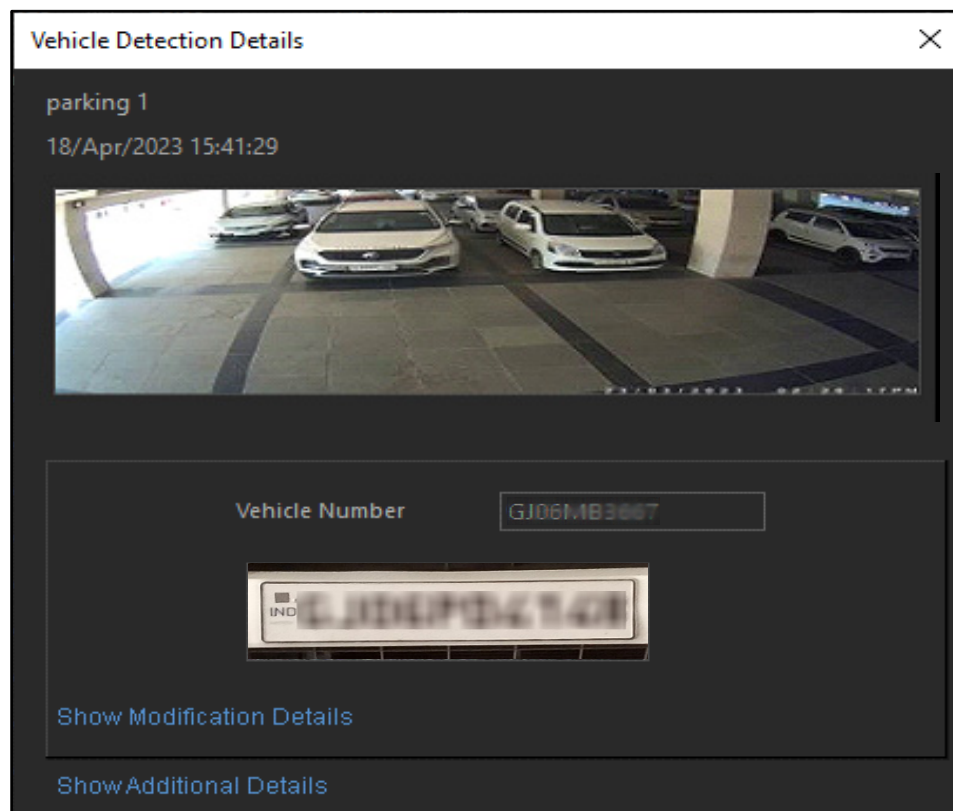 Vehicle Detection Details
parking 1
18/Apr/2023 15:41:29
Vehicle Number
IND
Show Modification Details
Show Additional Details